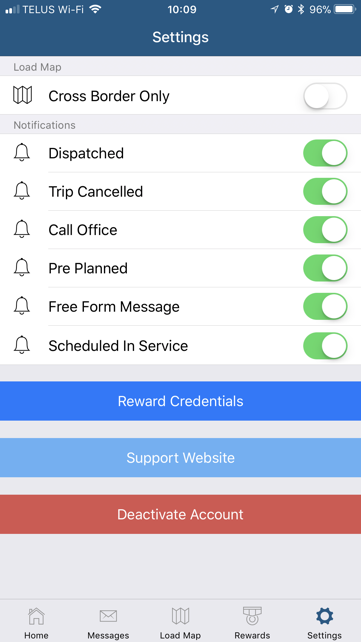 TELUS Wi-Fi 10:09 96%
Settings
Load Map
Cross Border Only
Notifications
Dispatched
Trip Cancelled
Call Office
Pre Planned
Free Form Message
Scheduled In Service
Reward Credentials
Support Website
Deactivate Account
Home Messages Load Map Rewards Settings